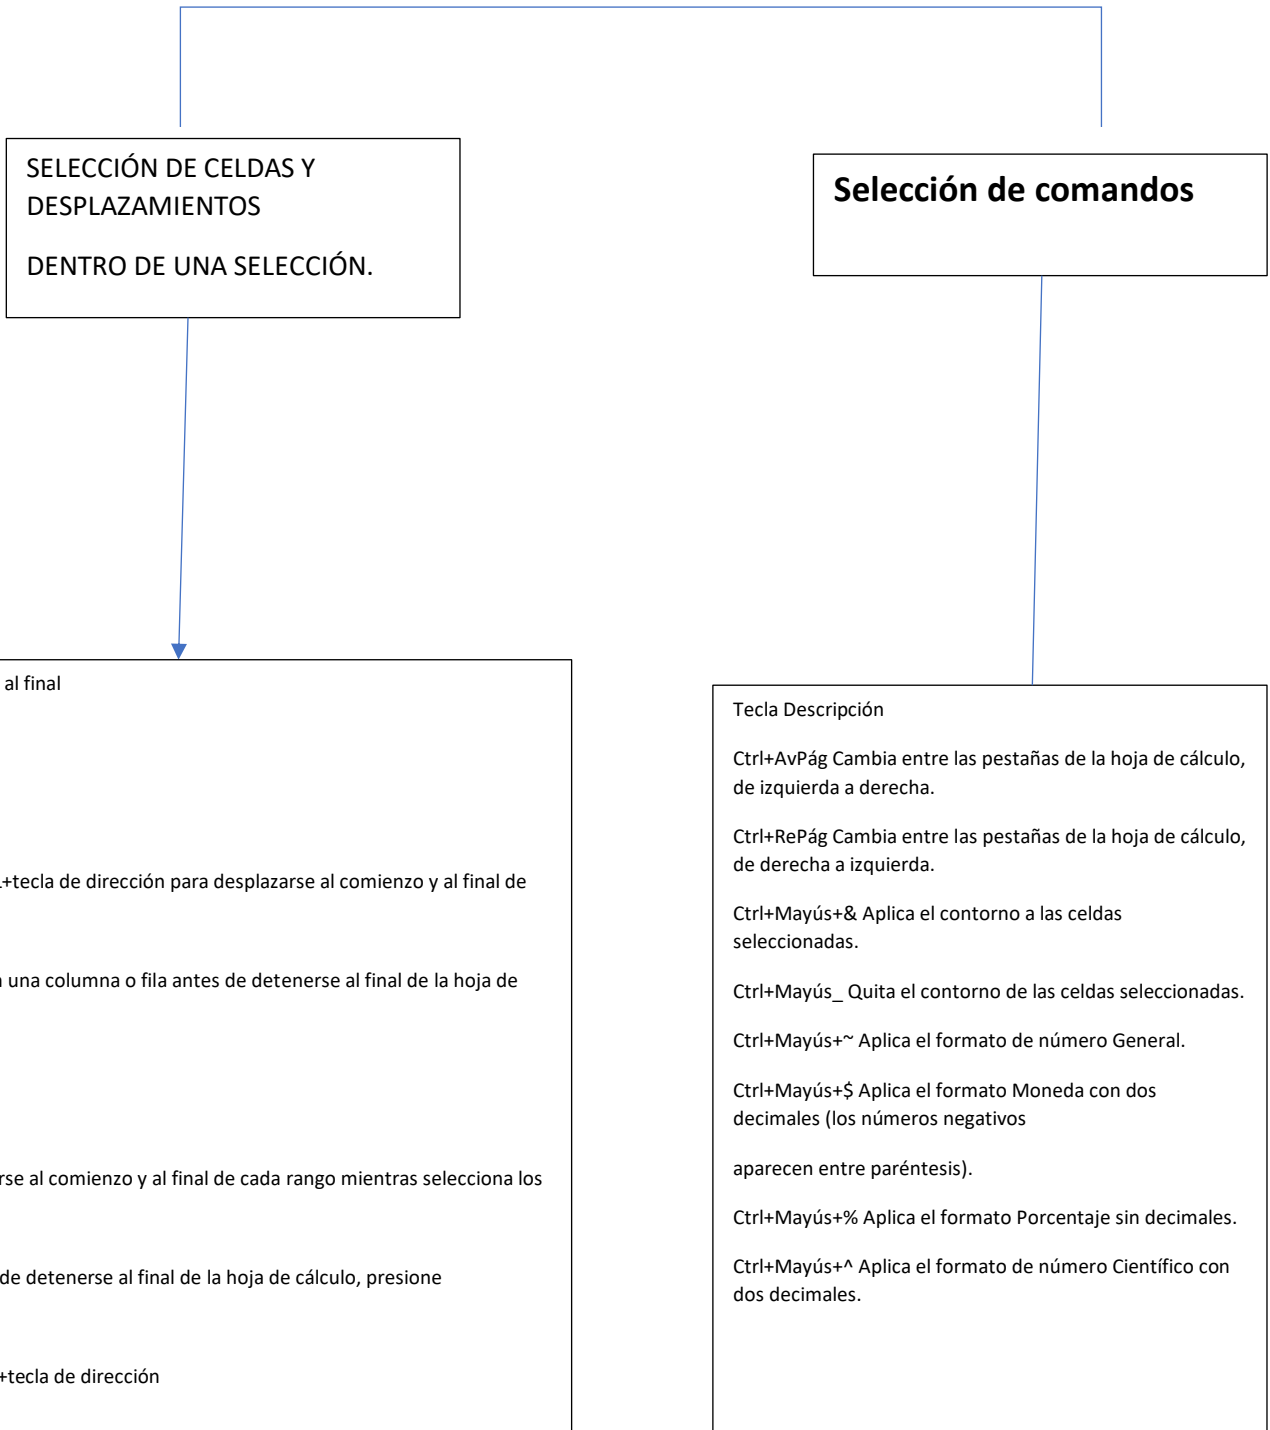 SELECCIÓN DE CELDAS Y
DESPLAZAMIENTOS
DENTRO DE UNA SELECCIÓN.
Selección de comandos
al final
+tecla de dirección para desplazarse al comienzo y al final de
una columna o fila antes de detenerse al final de la hoja de
rse al comienzo y al final de cada rango mientras selecciona los
de detenerse al final de la hoja de cálculo, presione
+tecla de dirección
Tecla Descripción
Ctrl+AvPág Cambia entre las pestañas de la hoja de cálculo,
de izquierda a derecha.
Ctrl+RePág Cambia entre las pestañas de la hoja de cálculo,
de derecha a izquierda.
Ctrl+Mayús+& Aplica el contorno a las celdas
seleccionadas.
Ctrl+Mayús_ Quita el contorno de las celdas seleccionadas.
Ctrl+Mayús+~ Aplica el formato de número General.
Ctrl+Mayús+$ Aplica el formato Moneda con dos
decimales (los números negativos
aparecen entre paréntesis).
Ctrl+Mayús+% Aplica el formato Porcentaje sin decimales.
Ctrl+Mayús+^ Aplica el formato de número Científico con
dos decimales.